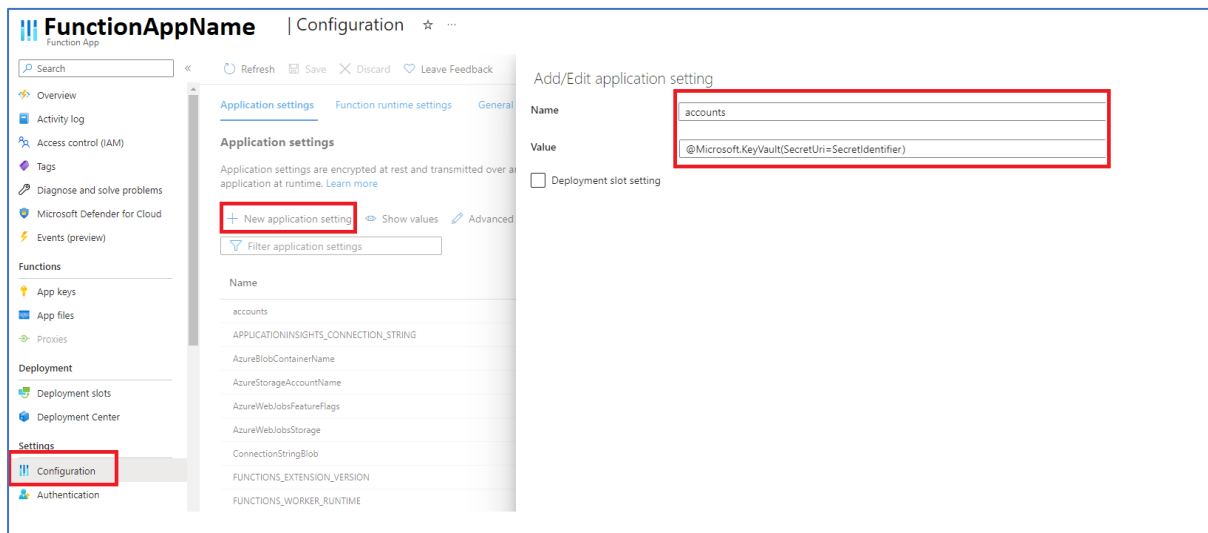 FunctionAppName | Configuration
Function App
Search
Overview
Activity log
Access control (IAM)
Tags
Diagnose and solve problems
Microsoft Defender for Cloud
Events (preview)
Functions
App keys
App files
Proxies
Deployment
Deployment slots
Deployment Center
Settings
Configuration
Authentication
Refresh Save Discard Leave Feedback
Application settings Function runtime settings General
Application settings
Application settings are encrypted at rest and transmitted over
application at runtime. Learn more
New application setting Show values Advanced
Filter application settings
Name
accounts
APPLICATIONINSIGHTS_CONNECTION_STRING
AzureBlobContainerName
AzureStorageAccountName
AzureWebJobsFeatureFlags
AzureWebJobsStorage
ConnectionStringBlob
FUNCTIONS_EXTENSION_VERSION
FUNCTIONS_WORKER_RUNTIME
Add/Edit application setting
Name
accounts
Value
@Microsoft.KeyVault(SecretUri=SecretIdentifier)
Deployment slot setting